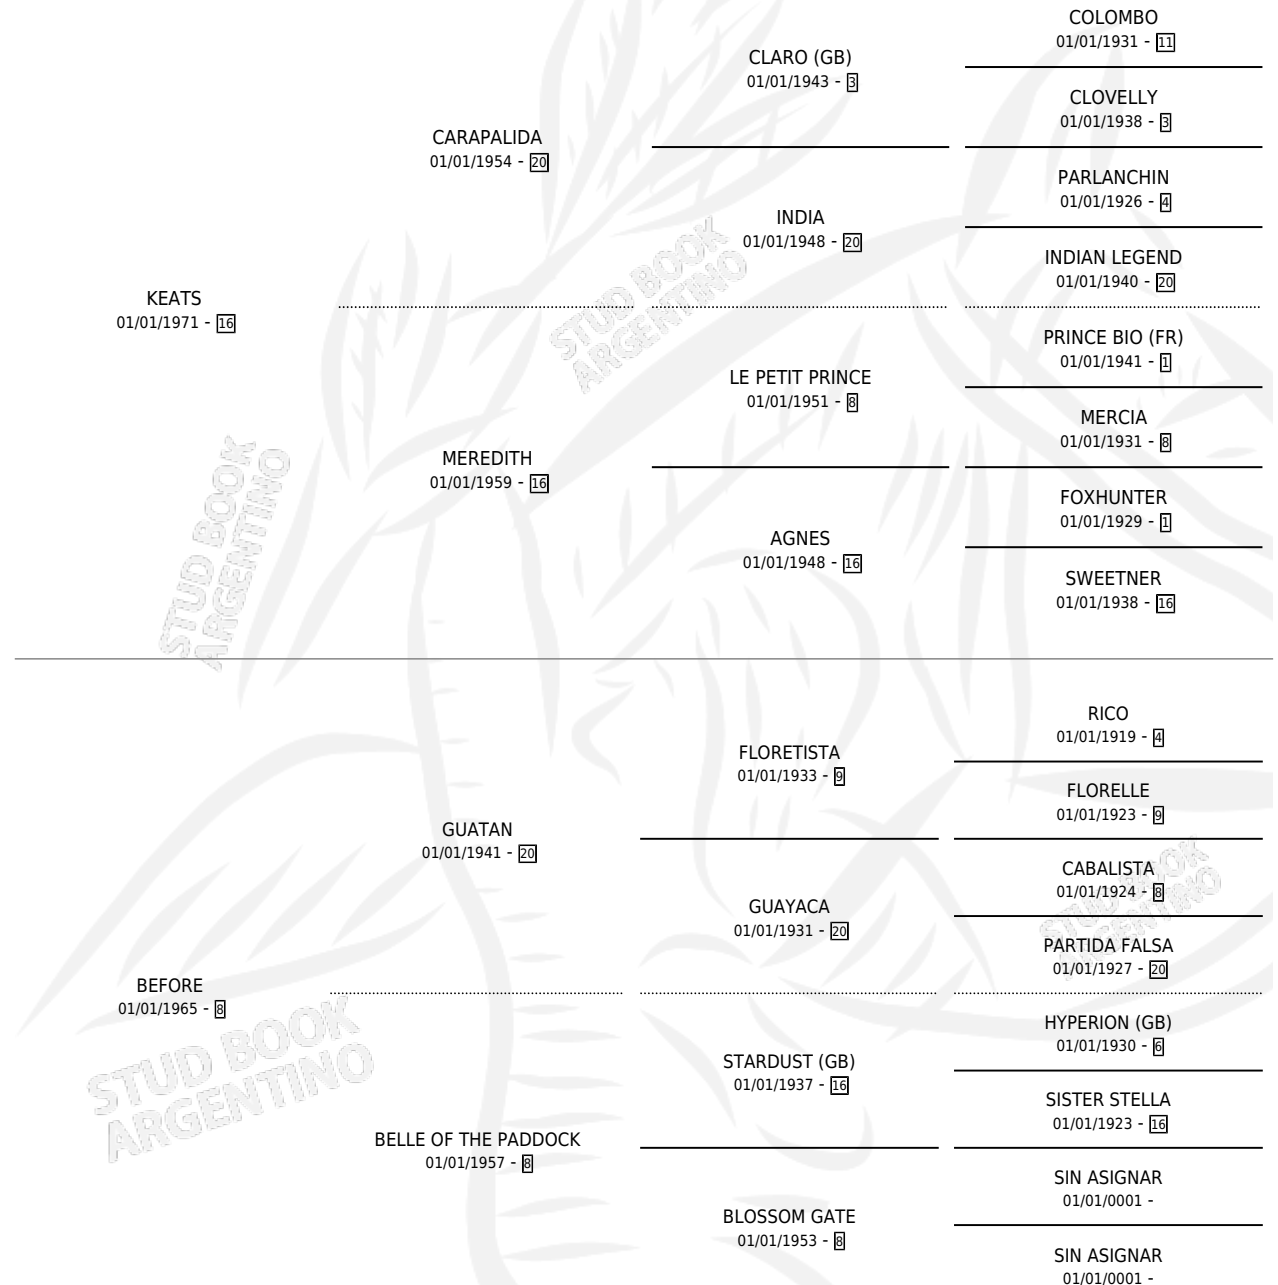 COLOMBO
01/01/1931 - 11
CLARO (GB)
01/01/1943 - 3
CLOVELLY
01/01/1938 - 3
CARAPALIDA
01/01/1954 - 20
PARLANCHIN
01/01/1926 - 4
INDIA
01/01/1948 - 20
INDIAN LEGEND
01/01/1940 - 20
KEATS
01/01/1971 - 16
PRINCE BIO (FR)
01/01/1941 - 1
LE PETIT PRINCE
01/01/1951 - 8
MERCIA
01/01/1931 - 8
MEREDITH
01/01/1959 - 16
FOXHUNTER
01/01/1929 - 1
AGNES
01/01/1948 - 16
SWEETNER
01/01/1938 - 16
RICO
01/01/1919 - 4
FLORETISTA
01/01/1933 - 9
FLORELLE
01/01/1923 - 9
GUATAN
01/01/1941 - 20
CABALISTA
01/01/1924 - 8
GUAYACA
01/01/1931 - 20
PARTIDA FALSA
01/01/1927 - 20
BEFORE
01/01/1965 - 8
HYPERION (GB)
01/01/1930 - 6
STARDUST (GB)
01/01/1937 - 16
SISTER STELLA
01/01/1923 - 16
BELLE OF THE PADDOCK
01/01/1957 - 8
SIN ASIGNAR
01/01/0001 -
BLOSSOM GATE
01/01/1953 - 8
SIN ASIGNAR
01/01/0001 -
STUD BOOK
ARGENTINO
STUD BOOK
ARGENTINO
STUD BOOK
ARGENTINO
STUD BOOK
ARGENTINO